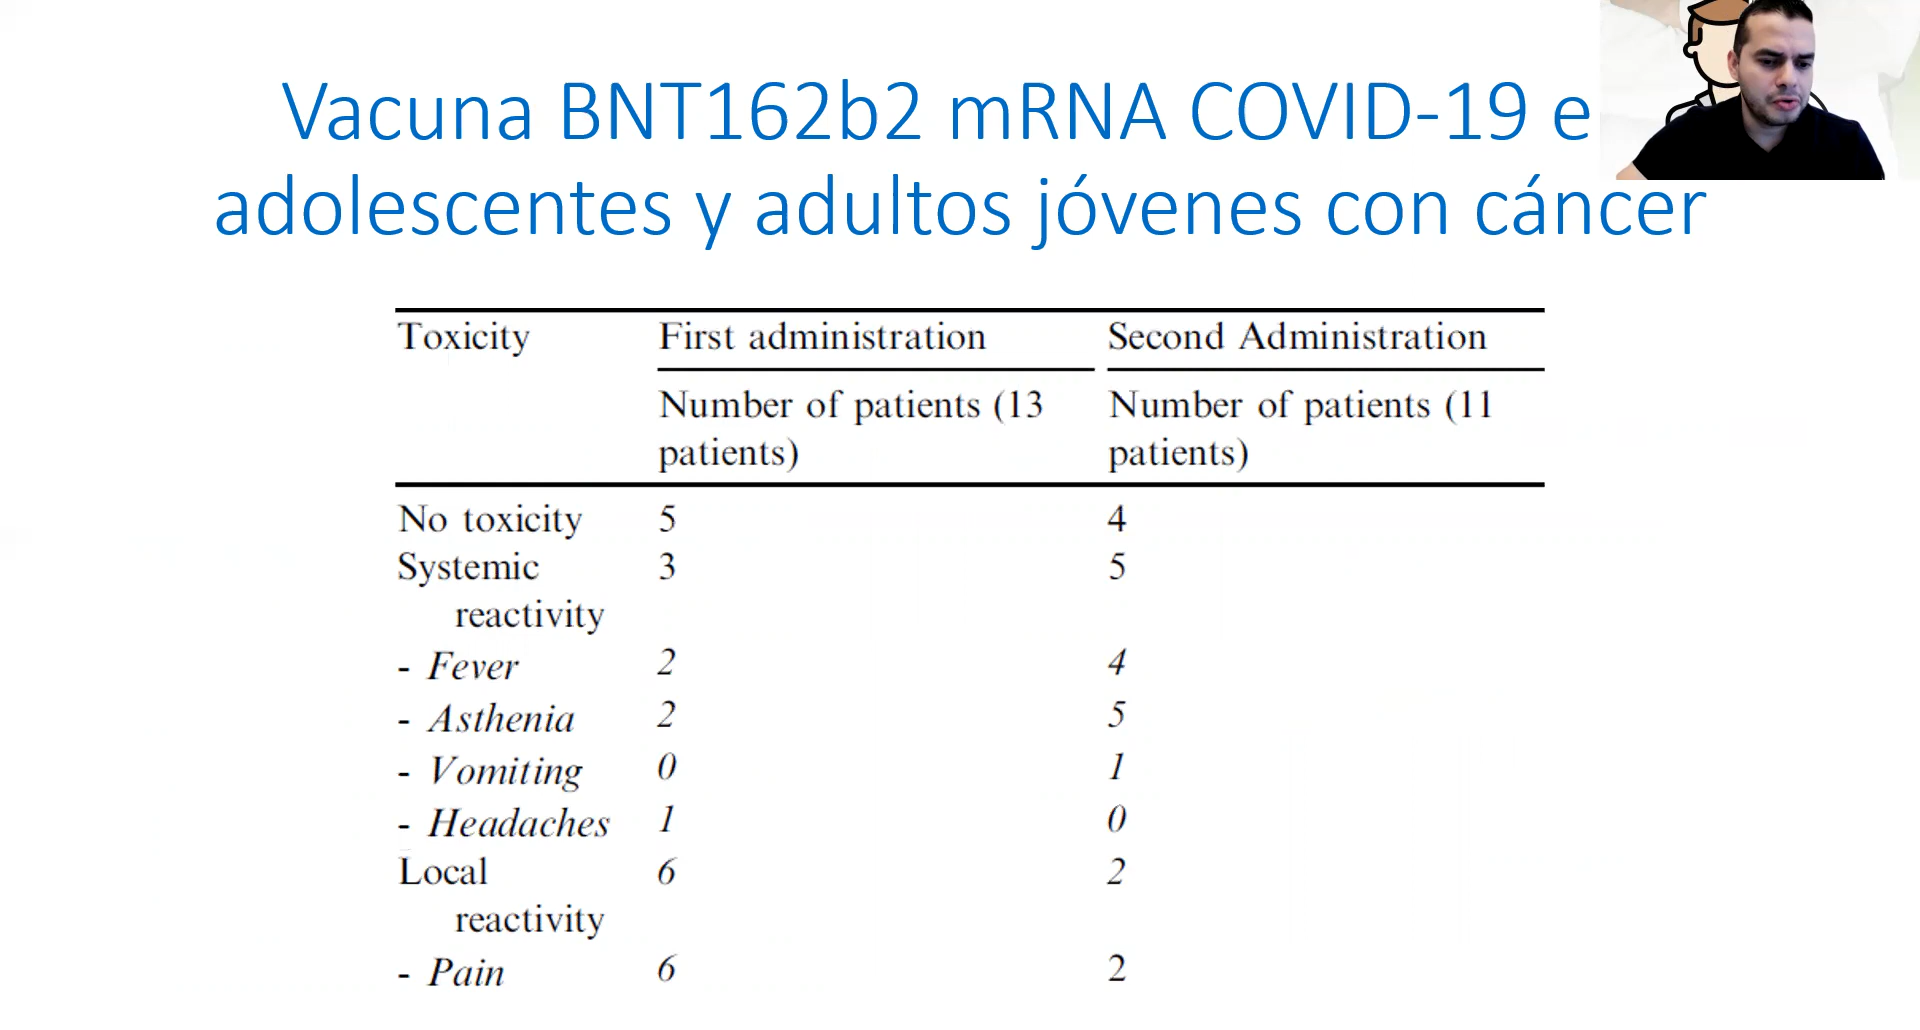 Vacuna BNT162b2 mRNA COVID-19 e
adolescentes y adultos jóvenes con cáncer
Toxicity First administration Second Administration
Number of patients (13 Number of patients (11
patients) patients)
No toxicity 5 4
Systemic 3 5
reactivity
- Fever 2 4
- Asthenia 2 5
- Vomiting 0 1
- Headaches 1 0
Local 6 2
reactivity
- Pain 6 2